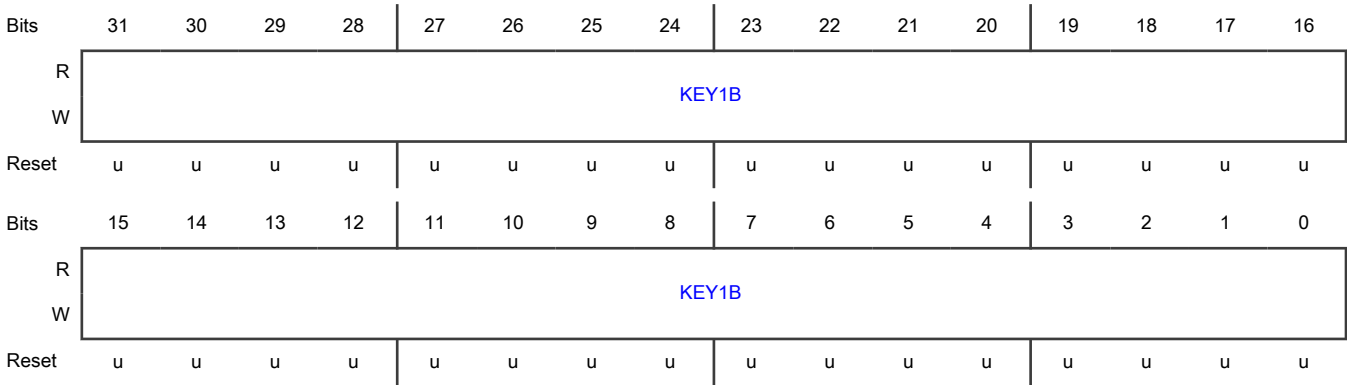 Bits 31 30 29 28 27 26 25 24 23 22 21 20 19 18 17 16
R
KEY1B
W
Reset u u u u u u u u u u u u u u u u
Bits 15 14 13 12 11 10 9 8 7 6 5 4 3 2 1 0
R
KEY1B
W
Reset u u u u u u u u u u u u u u u u